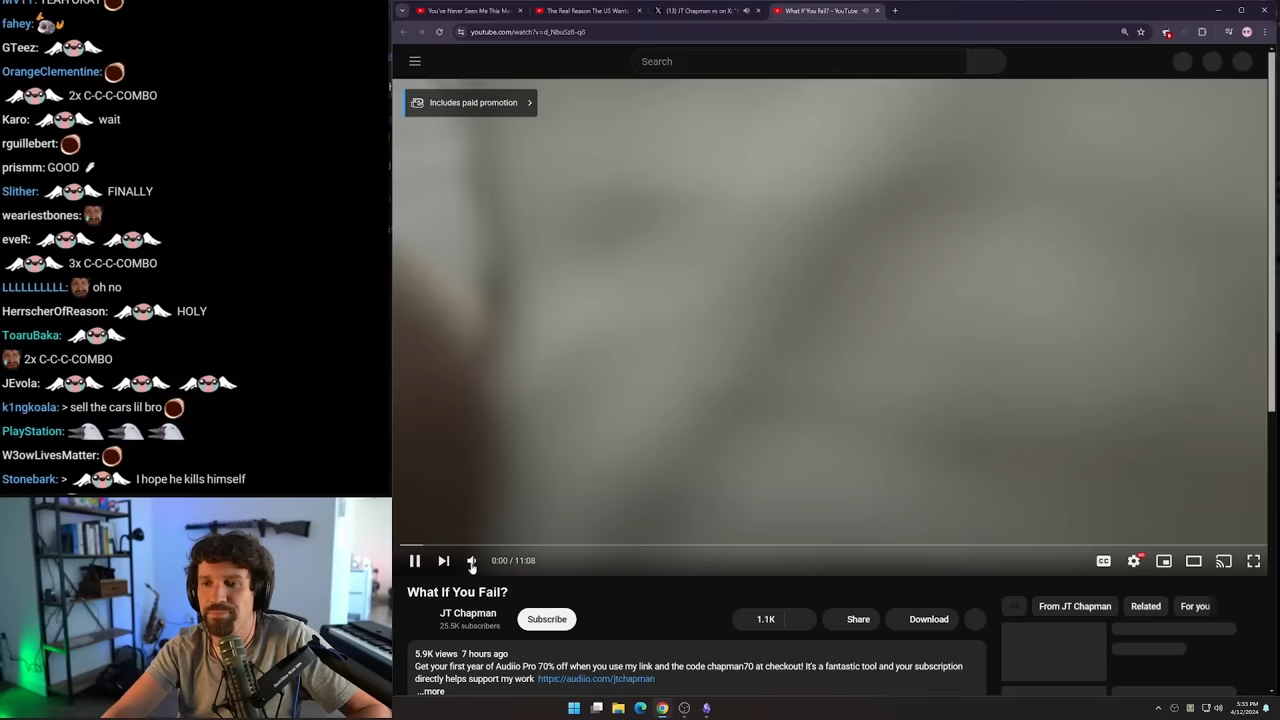 MVTT: YEAH OKAY
fahey:
GTeez:
OrangeClementine:
2x C-C-C-COMBO
Karo: wait
rguillebert:
prismm: GOOD
Slither: FINALLY
weariestbones:
eveR:
3x C-C-C-COMBO
LLLLLLLLLL: oh no
HerrscherOfReason: HOLY
ToaruBaka:
2x C-C-C-COMBO
JEvola:
k1ngkoala: > sell the cars lil bro
PlayStation:
W3owLivesMatter:
Stonebark: > I hope he kills himself
You've Never Seen Me This Ma
The Real Reason The US Wants
(13) JT Chapman rs on X: "
What If You Fail? - YouTube
youtube.com/watch?v=d_NbuSz8-q8
Search
Includes paid promotion
0:00 / 11:08
CC
What If You Fail?
JT Chapman
25.5K subscribers
Subscribe
1.1K
Share
Download
All
From JT Chapman
Related
For you
5.9K views 7 hours ago
Get your first year of Audiio Pro 70% off when you use my link and the code chapman70 at checkout! It's a fantastic tool and your subscription
directly helps support my work https://audiio.com/jtchapman
...more
5:33 PM
4/12/2024